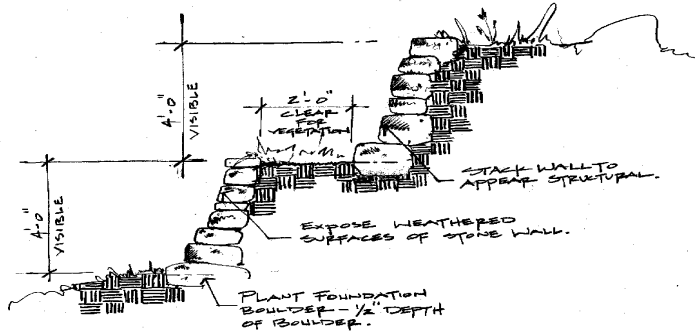 4'-0"
VISIBLE
2'-0"
CLEAR
FOR
VEGETATION
4'-0"
VISIBLE
STACK WALL TO
APPEAR STRUCTURAL.
EXPOSE WEATHERED
SURFACES OF STONE WALL.
PLANT FOUNDATION
BOULDER - 1/2" DEPTH
OF BOULDER.